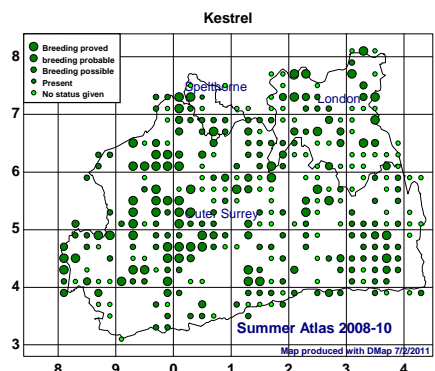 Kestrel
8
Breeding proved
breeding probable
Breeding possible
Present
No status given
Spelthorne
London
7
6
Outer Surrey
5
4
Summer Atlas 2008-10
Map produced with DMap 7/2/2011
3
8 9 0 1 2 3 4